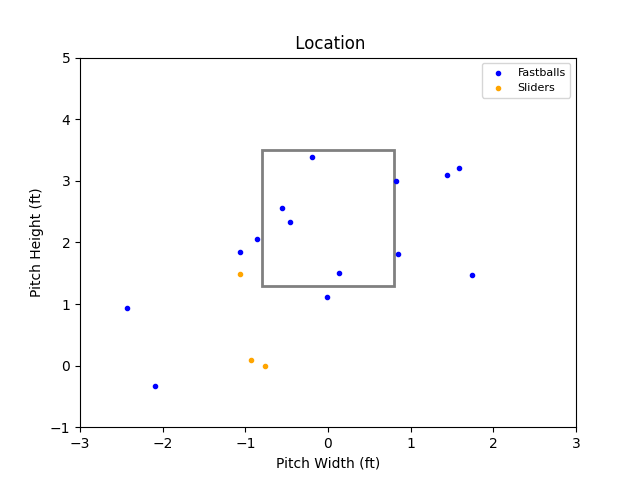 Location
Fastballs
Sliders
5
4
3
2
1
0
−1
−3
−2
−1
0
1
2
3
Pitch Height (ft)
Pitch Width (ft)